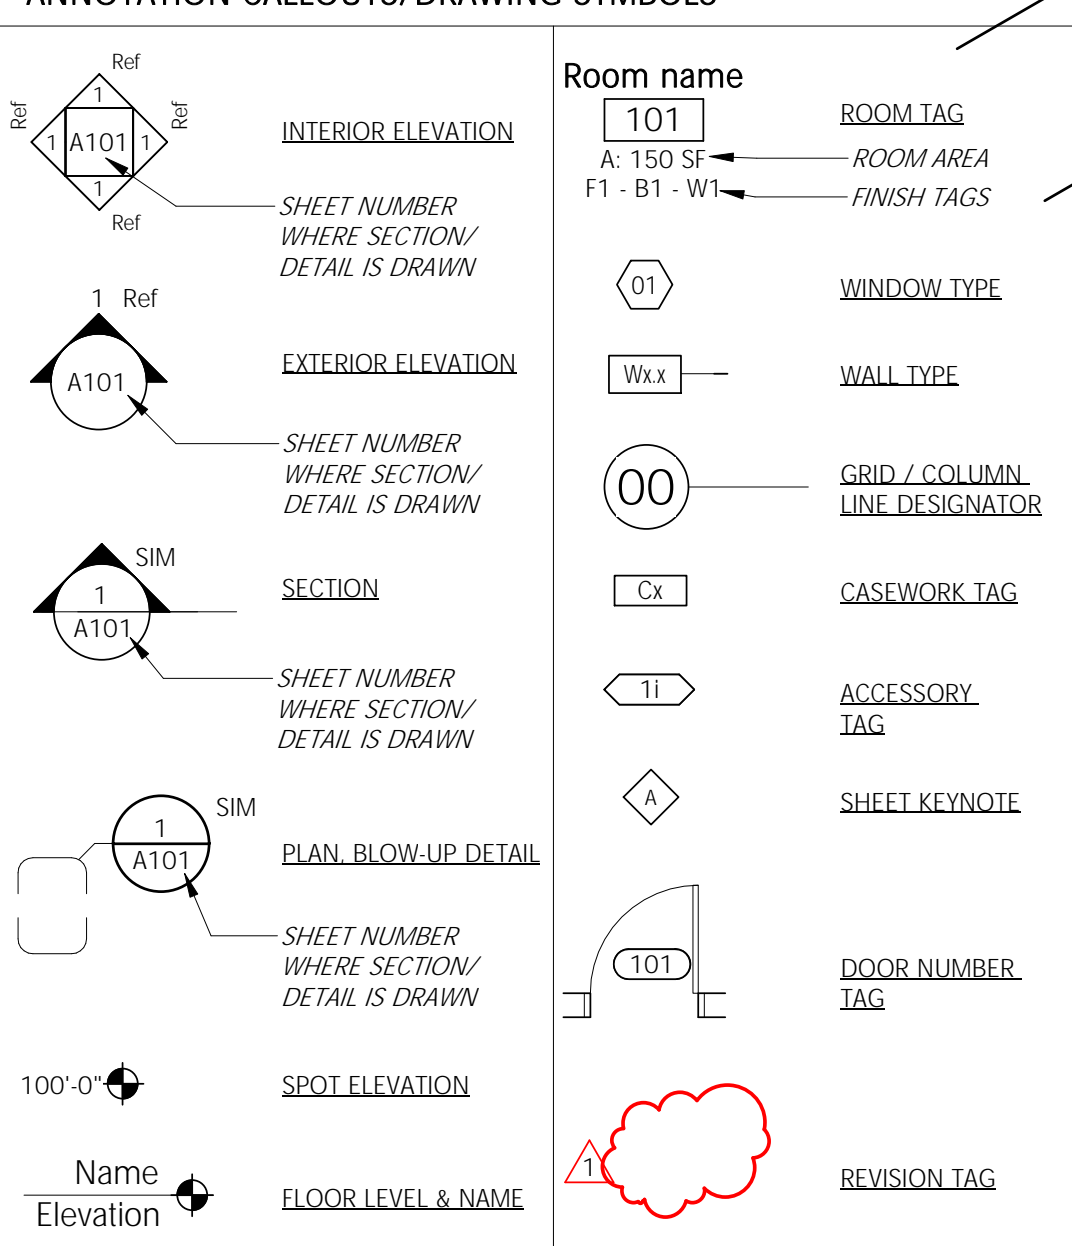 ANNOTATION CALLOUTS/DRAWING SYMBOLS
Ref
1
Ref
1
A101
1
Ref
1
Ref
INTERIOR ELEVATION
SHEET NUMBER
WHERE SECTION/
DETAIL IS DRAWN
1 Ref
A101
EXTERIOR ELEVATION
SHEET NUMBER
WHERE SECTION/
DETAIL IS DRAWN
SIM
1
A101
SECTION
SHEET NUMBER
WHERE SECTION/
DETAIL IS DRAWN
SIM
1
A101
PLAN, BLOW-UP DETAIL
SHEET NUMBER
WHERE SECTION/
DETAIL IS DRAWN
100'-0"
SPOT ELEVATION
Name
Elevation
FLOOR LEVEL & NAME
Room name
101
A: 150 SF
F1 - B1 - W1
ROOM TAG
ROOM AREA
FINISH TAGS
01
WINDOW TYPE
Wx.x
WALL TYPE
00
GRID / COLUMN
LINE DESIGNATOR
Cx
CASEWORK TAG
1i
ACCESSORY
TAG
A
SHEET KEYNOTE
101
DOOR NUMBER
TAG
1
REVISION TAG